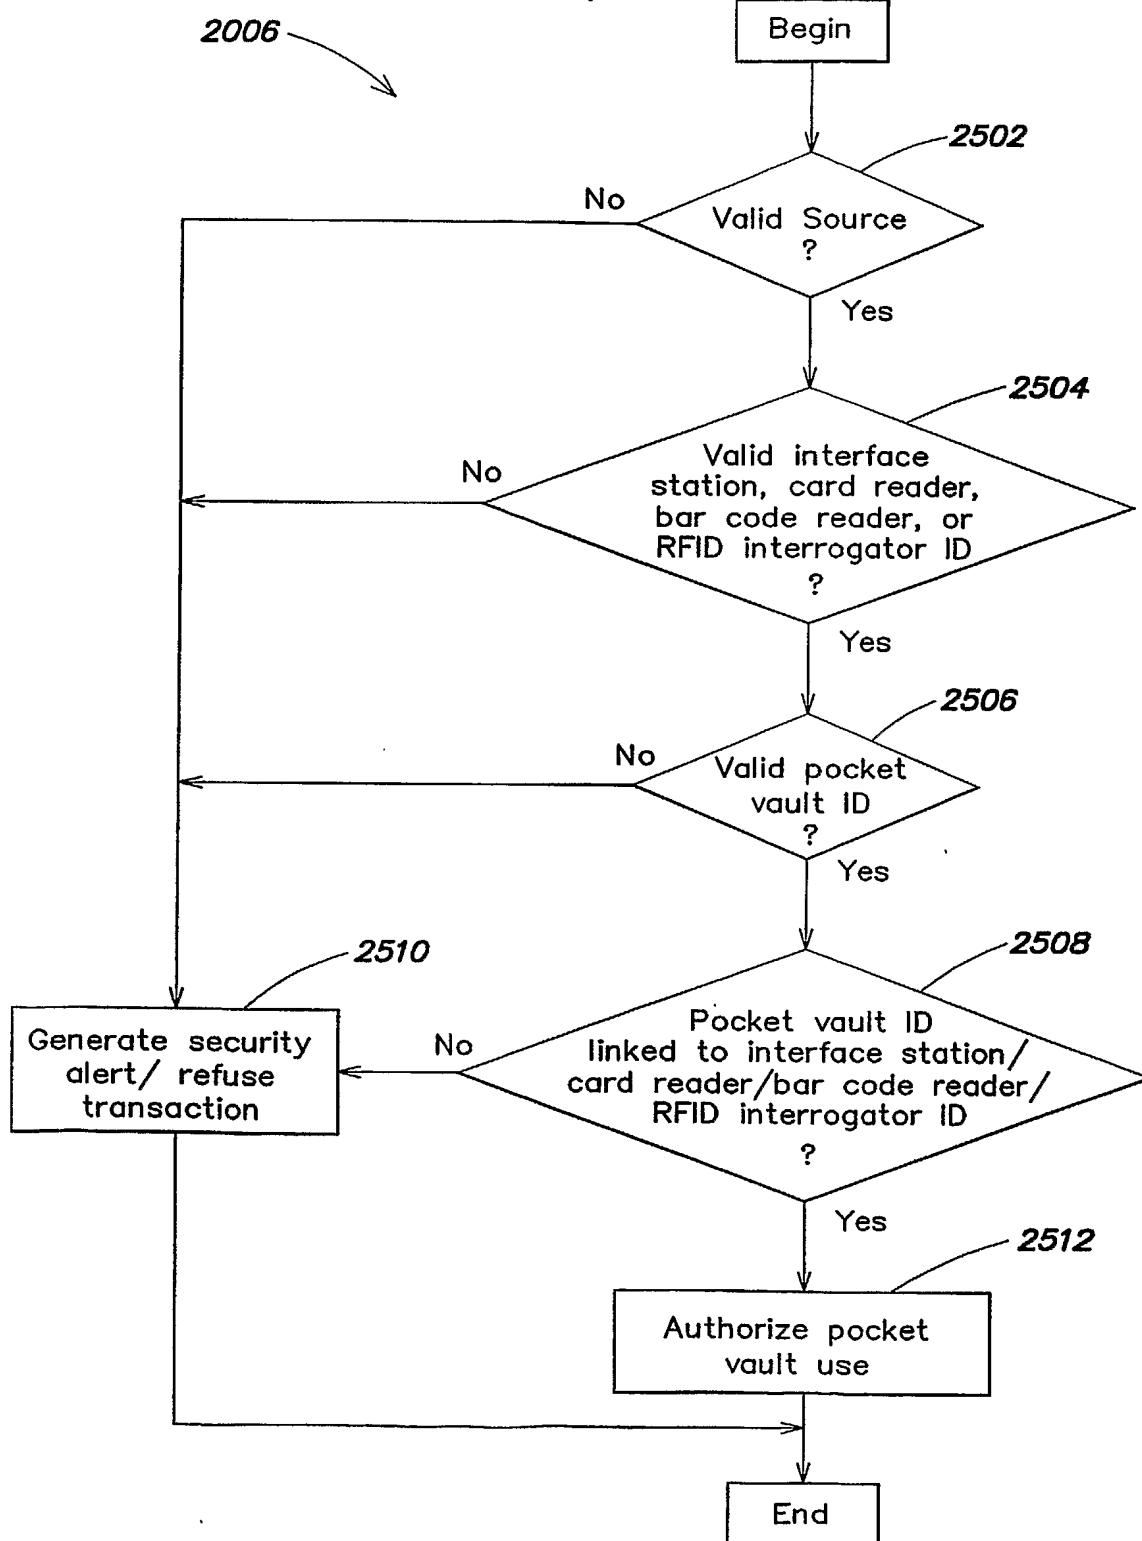 2006
Begin
2502
No
Valid Source
?
Yes
2504
No
Valid interface
station, card reader,
bar code reader, or
RFID interrogator ID
?
Yes
2506
No
Valid pocket
vault ID
?
Yes
2510
2508
Generate security
alert/ refuse
transaction
No
Pocket vault ID
linked to interface station/
card reader/bar code reader/
RFID interrogator ID
?
Yes
2512
Authorize pocket
vault use
End